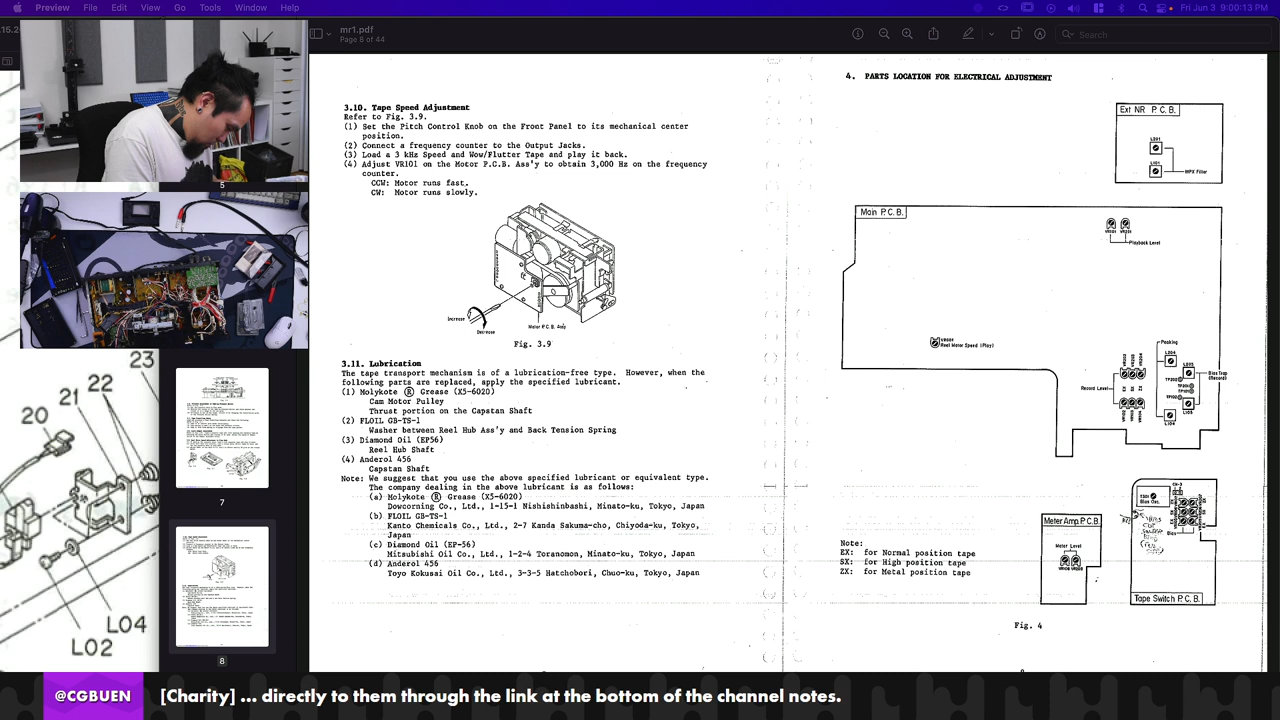 Preview File Edit View Go Tools Window Help
Fri Jun 3 9:00:13 PM
.15.2
mr1.pdf
Page 8 of 44
Search
5
7
8
23
22
21
20
L04
L02
3.10. Tape Speed Adjustment
Refer to Fig. 3.9.
(1) Set the Pitch Control Knob on the Front Panel to its mechanical center
position.
(2) Connect a frequency counter to the Output Jacks.
(3) Load a 3 kHz Speed and Wow/Flutter Tape and play it back.
(4) Adjust VR101 on the Motor P.C.B. Ass'y to obtain 3,000 Hz on the frequency
counter.
CCW: Motor runs fast.
CW: Motor runs slowly.
Increase
Decrease
Motor P.C.B. Ass'y
Fig. 3.9
3.11. Lubrication
The tape transport mechanism is of a lubrication-free type. However, when the
following parts are replaced, apply the specified lubricant.
(1) Molykote ® Grease (X5-6020)
Cam Motor Pulley
Thrust portion on the Capstan Shaft
(2) FLOIL GB-TS-1
Washer between Reel Hub Ass'y and Back Tension Spring
(3) Diamond Oil (EP56)
Reel Hub Shaft
(4) Anderol 456
Capstan Shaft
Note: We suggest that you use the above specified lubricant or equivalent type.
The company dealing in the above lubricant is as follows:
(a) Molykote ® Grease (X5-6020)
Dowcorning Co., Ltd., 1-15-1 Nishishinbashi, Minato-ku, Tokyo, Japan
(b) FLOIL GB-TS-1
Kanto Chemicals Co., Ltd., 2-7 Kanda Sakuma-cho, Chiyoda-ku, Tokyo,
Japan
(c) Diamond Oil (EP-56)
Mitsubishi Oil Co., Ltd., 1-2-4 Toranomon, Minato-ku, Tokyo, Japan
(d) Anderol 456
Toyo Kokusai Oil Co., Ltd., 3-3-5 Hatchobori, Chuo-ku, Tokyo, Japan
4. PARTS LOCATION FOR ELECTRICAL ADJUSTMENT
Ext NR P.C.B.
L201
L101
MPX Filter
Main P.C.B.
Playback Level
Reel Motor Speed (Play)
Peaking
L204
L205
Bias Trap
(Record)
TP202
TP201
TP101
TP102
Record Level
L105
L104
Meter Amp. P.C.B.
Meter Level
Bias Osc.
Bias
Tape Switch P.C.B.
Note:
EX: for Normal position tape
SX: for High position tape
ZX: for Metal position tape
Fig. 4
@CGBUEN
[Charity] ... directly to them through the link at the bottom of the channel notes.